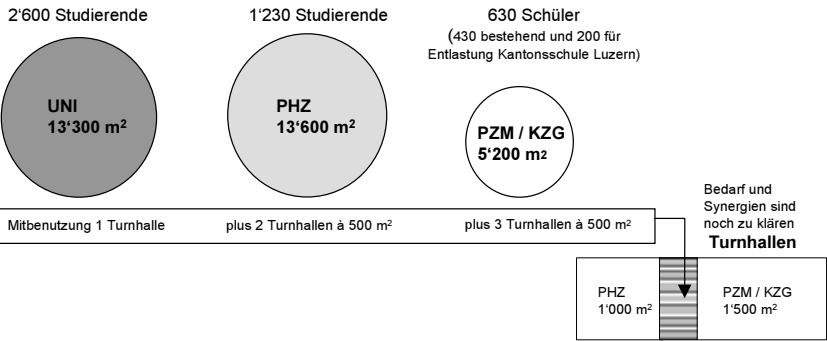 2‘600 Studierende
1‘230 Studierende
630 Schüler
(430 bestehend und 200 für
Entlastung Kantonsschule Luzern)
UNI
13‘300 m²
PHZ
13‘600 m²
PZM / KZG
5‘200 m2
Mitbenutzung 1 Turnhalle
plus 2 Turnhallen à 500 m²
plus 3 Turnhallen à 500 m²
Bedarf und
Synergien sind
noch zu klären
Turnhallen
PHZ
1‘000 m²
PZM / KZG
1‘500 m²